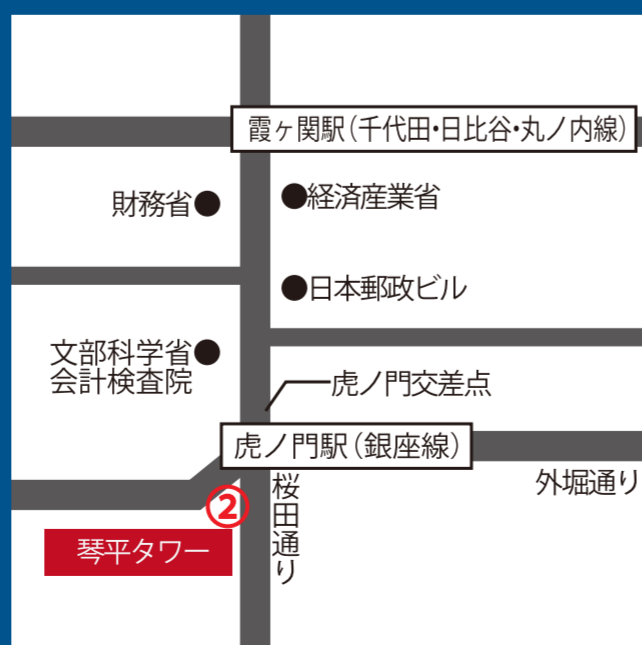 霞ヶ関駅（千代田・日比谷・丸ノ内線）
財務省●
●経済産業省
●日本郵政ビル
文部科学省●
会計検査院
虎ノ門交差点
虎ノ門駅（銀座線）
外堀通り
桜田通り
②
琴平タワー